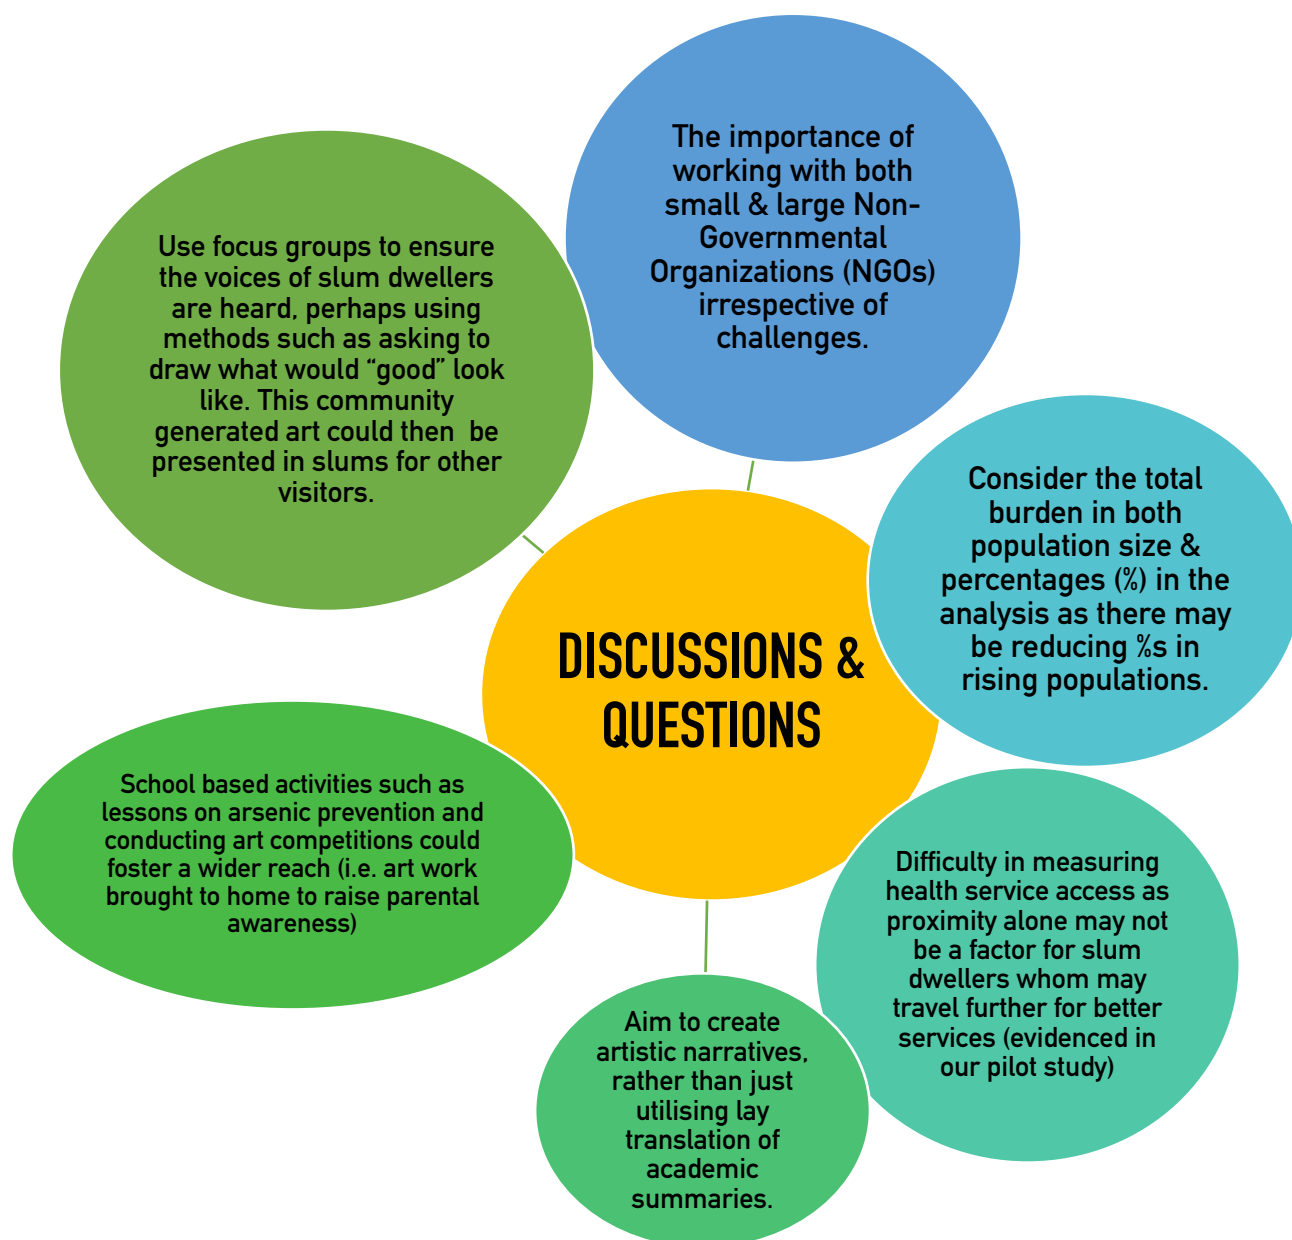 The importance of
working with both
small & large Non-
Governmental
Organizations (NGOs)
irrespective of
challenges.
Use focus groups to ensure
the voices of slum dwellers
are heard, perhaps using
methods such as asking to
draw what would “good” look
like. This community
generated art could then be
presented in slums for other
visitors.
Consider the total
burden in both
population size &
percentages (%) in the
analysis as there may
be reducing %s in
rising populations.
DISCUSSIONS &
QUESTIONS
School based activities such as
lessons on arsenic prevention and
conducting art competitions could
foster a wider reach (i.e. art work
brought to home to raise parental
awareness)
Difficulty in measuring
health service access as
proximity alone may not
be a factor for slum
dwellers whom may
travel further for better
services (evidenced in
our pilot study)
Aim to create
artistic narratives,
rather than just
utilising lay
translation of
academic
summaries.